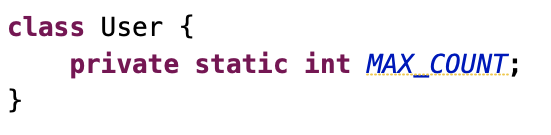 class User {
    private static int MAX_COUNT;
}